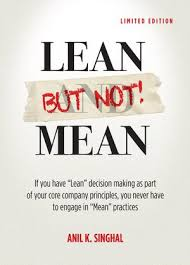 LIMITED EDITION
LEAN
BUT NOT!
MEAN
If you have “Lean” decision making as part
of your core company principles, you never have
to engage in “Mean” practices
ANIL K. SINGHAL